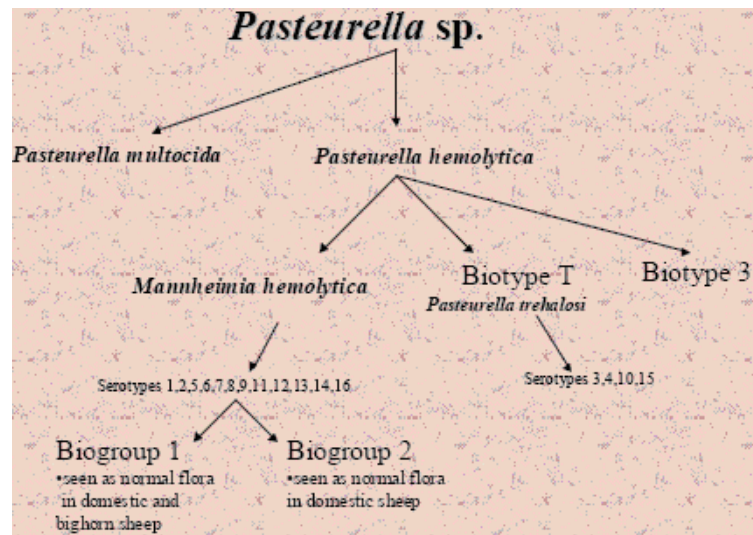 Pasteurella sp.
Pasteurella multocida
Pasteurella hemolytica
Mannheimia hemolytica
Biotype T
Pasteurella trehalosi
Biotype 3
Serotypes 1,2,5,6,7,8,9,11,12,13,14,16
Serotypes 3,4,10,15
Biogroup 1
•seen as normal flora
in domestic and
bighorn sheep
Biogroup 2
•seen as normal flora
in domestic sheep